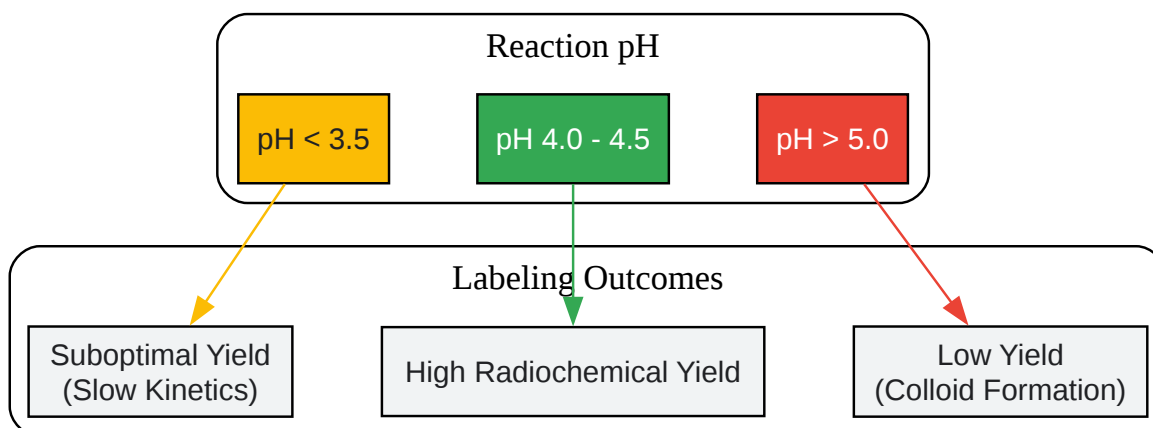 Reaction pH
pH < 3.5
pH 4.0 - 4.5
pH > 5.0
Labeling Outcomes
Suboptimal Yield
(Slow Kinetics)
High Radiochemical Yield
Low Yield
(Colloid Formation)